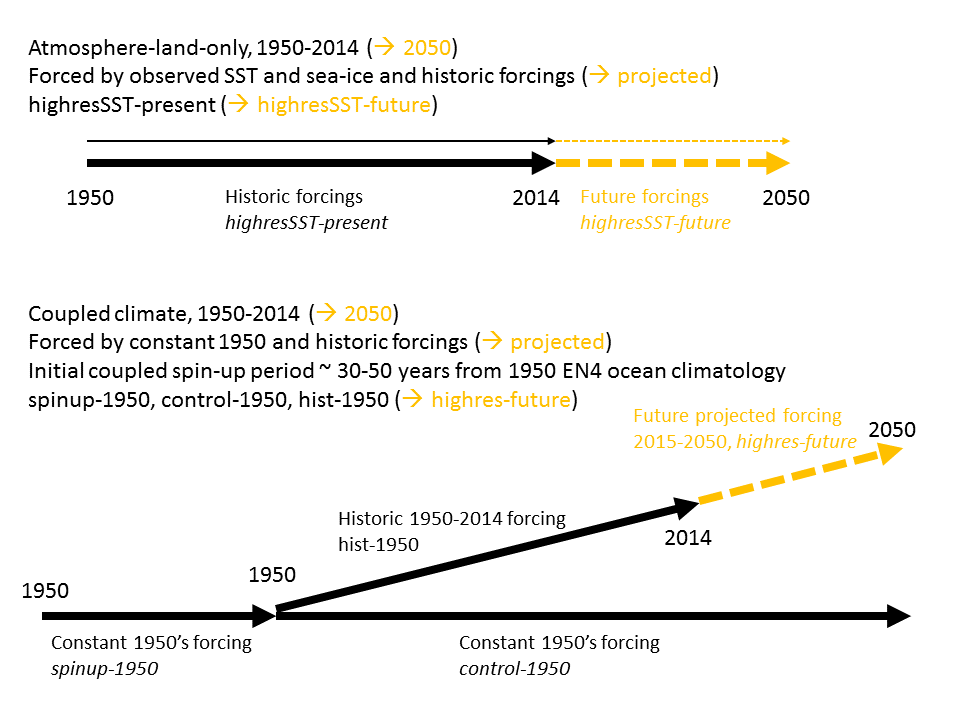 Atmosphere-land-only, 1950-2014 (→ 2050)
Forced by observed SST and sea-ice and historic forcings (→ projected)
highresSST-present (→ highresSST-future)
1950
Historic forcings
highresSST-present
2014
Future forcings
highresSST-future
2050
Coupled climate, 1950-2014 (→ 2050)
Forced by constant 1950 and historic forcings (→ projected)
Initial coupled spin-up period ~ 30-50 years from 1950 EN4 ocean climatology
spinup-1950, control-1950, hist-1950 (→ highres-future)
Future projected forcing
2015-2050, highres-future
2050
Historic 1950-2014 forcing
hist-1950
2014
1950
1950
Constant 1950’s forcing
spinup-1950
Constant 1950’s forcing
control-1950